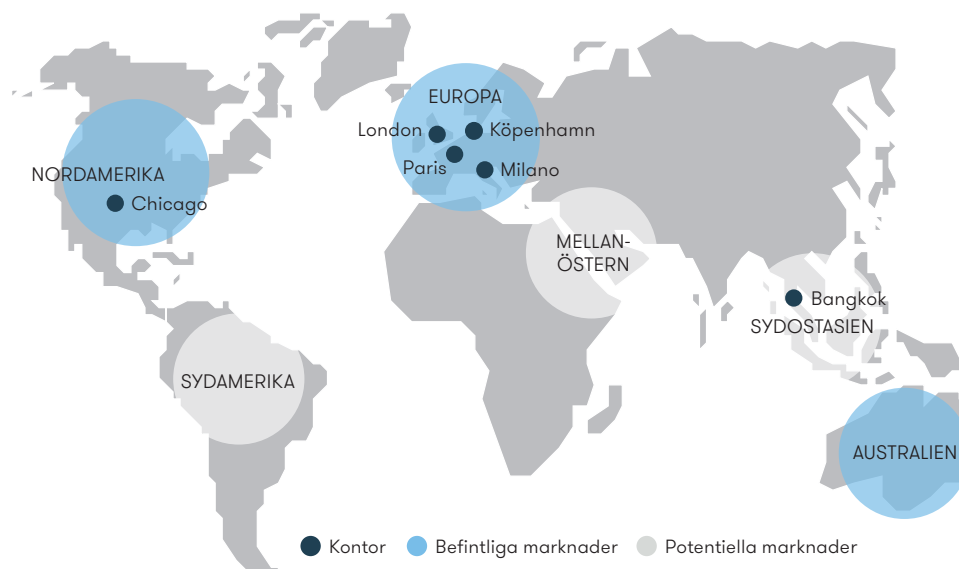 EUROPA
London
Köpenhamn
Paris
Milano
NORDAMERIKA
Chicago
MELLAN-
ÖSTERN
Bangkok
SYDOSTASIEN
SYDAMERIKA
AUSTRALIEN
Kontor
Befintliga marknader
Potentiella marknader